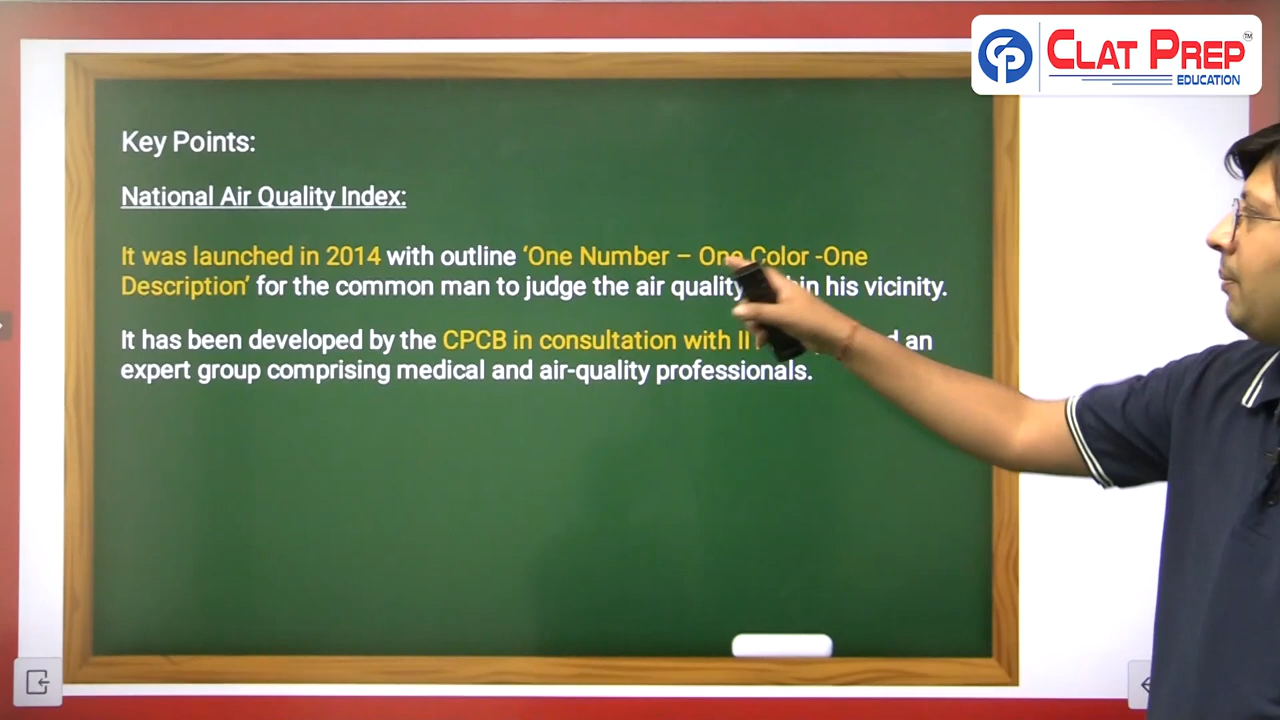 CLAT PREP
TM
EDUCATION
Key Points:
National Air Quality Index:
It was launched in 2014 with outline ‘One Number – One Color -One
Description’ for the common man to judge the air quality his vicinity.
It has been developed by the CPCB in consultation with an
expert group comprising medical and air-quality professionals.